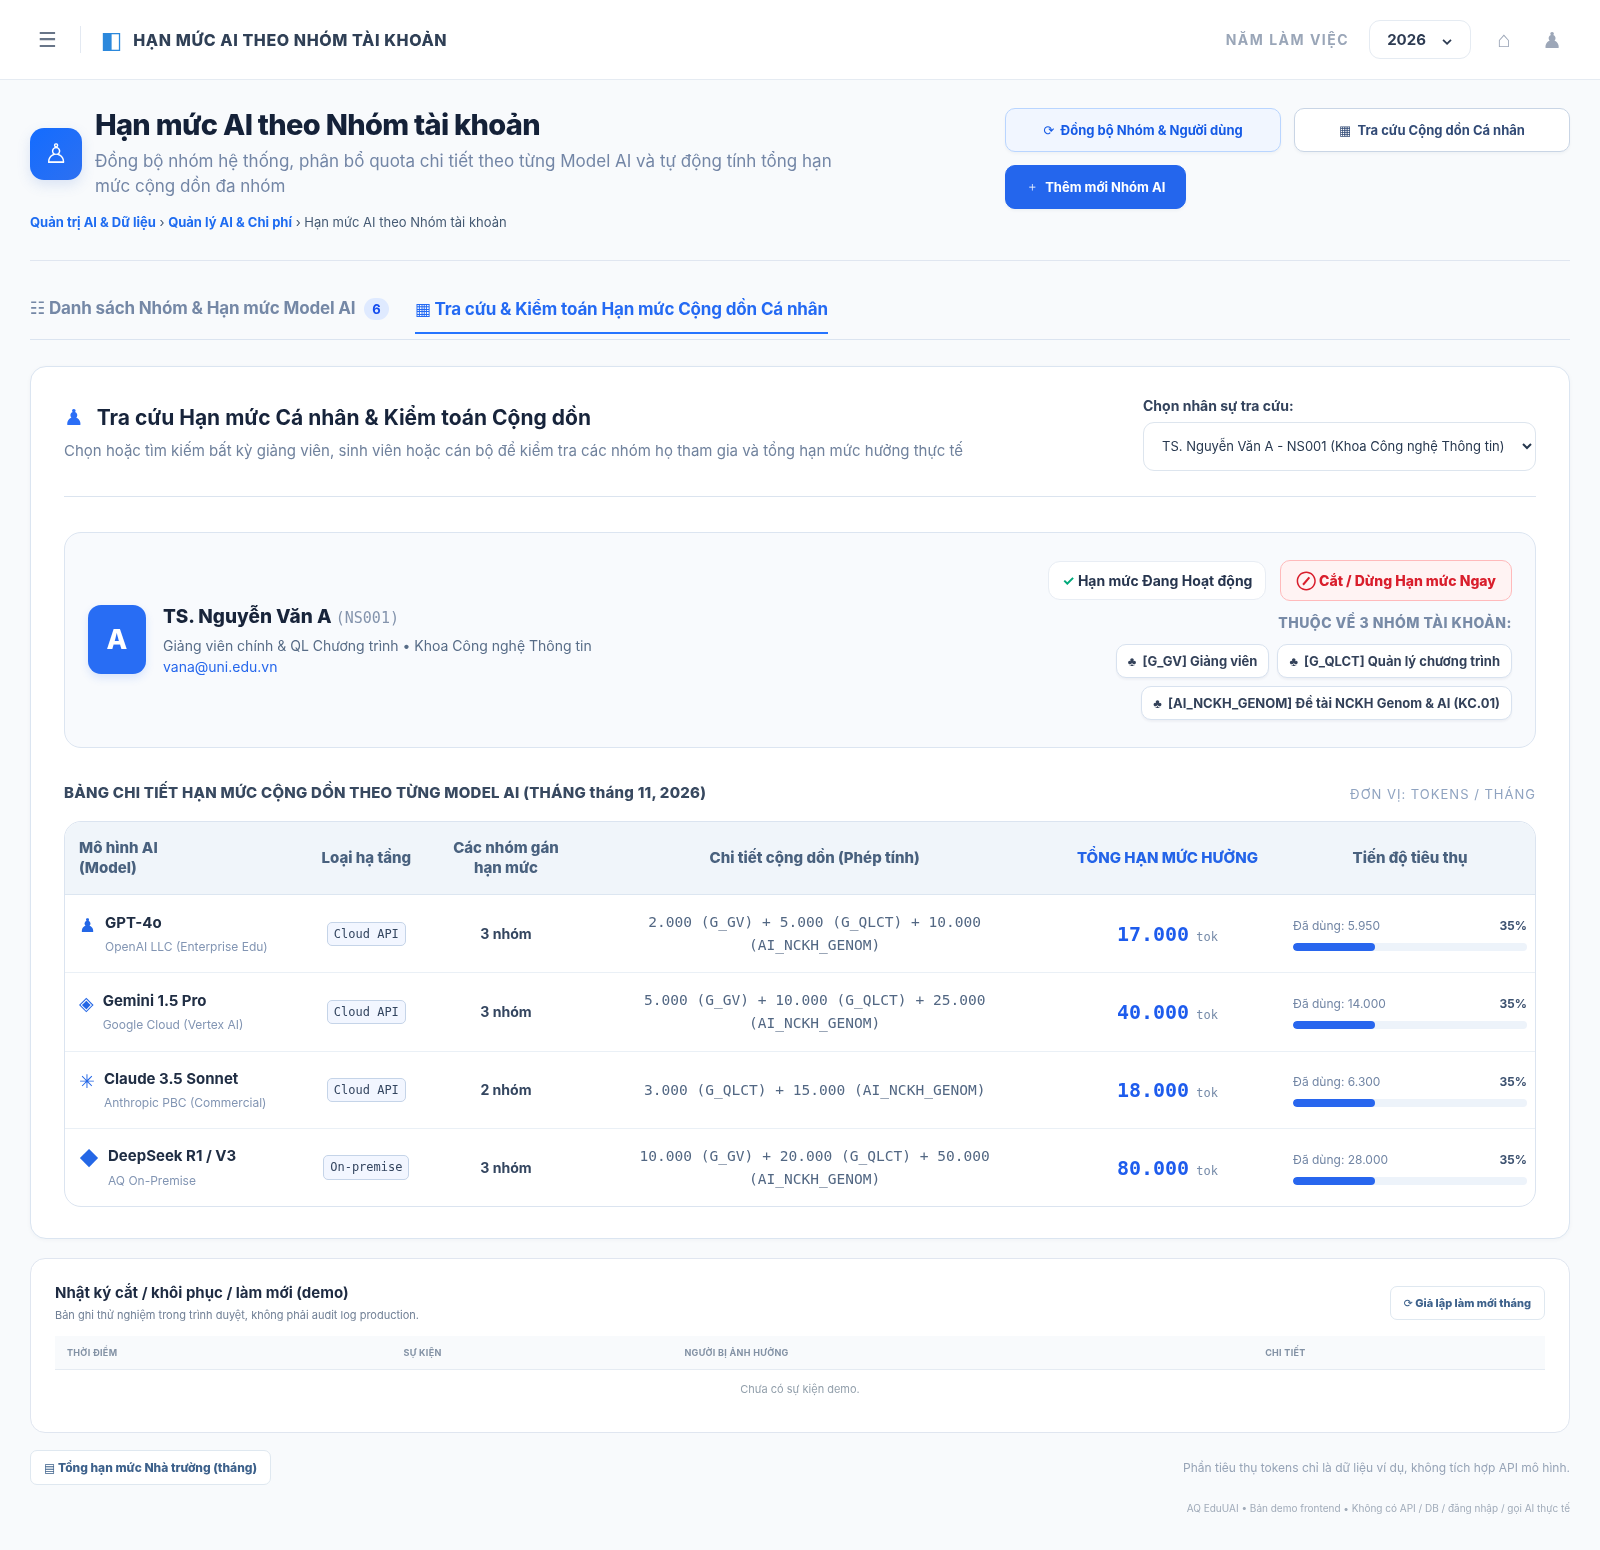 HẠN MỨC AI THEO NHÓM TÀI KHOẢN
NĂM LÀM VIỆC
2026
Hạn mức AI theo Nhóm tài khoản
Đồng bộ nhóm hệ thống, phân bổ quota chi tiết theo từng Model AI và tự động tính tổng hạn
mức cộng dồn đa nhóm
Quản trị AI & Dữ liệu › Quản lý AI & Chi phí › Hạn mức AI theo Nhóm tài khoản
⟳ Đồng bộ Nhóm & Người dùng
▦ Tra cứu Cộng dồn Cá nhân
+ Thêm mới Nhóm AI
Danh sách Nhóm & Hạn mức Model AI 6
▦ Tra cứu & Kiểm toán Hạn mức Cộng dồn Cá nhân
Tra cứu Hạn mức Cá nhân & Kiểm toán Cộng dồn
Chọn hoặc tìm kiếm bất kỳ giảng viên, sinh viên hoặc cán bộ để kiểm tra các nhóm họ tham gia và tổng hạn mức hưởng thực tế
Chọn nhân sự tra cứu:
TS. Nguyễn Văn A - NS001 (Khoa Công nghệ Thông tin)
A
TS. Nguyễn Văn A (NS001)
Giảng viên chính & QL Chương trình • Khoa Công nghệ Thông tin
vana@uni.edu.vn
✓ Hạn mức Đang Hoạt động
Cắt / Dừng Hạn mức Ngay
THUỘC VỀ 3 NHÓM TÀI KHOẢN:
♣ [G_GV] Giảng viên
♣ [G_QLCT] Quản lý chương trình
♣ [AI_NCKH_GENOM] Đề tài NCKH Genom & AI (KC.01)
BẢNG CHI TIẾT HẠN MỨC CỘNG DỒN THEO TỪNG MODEL AI (THÁNG tháng 11, 2026)
ĐƠN VỊ: TOKENS / THÁNG
Mô hình AI
(Model)
Loại hạ tầng
Các nhóm gán
hạn mức
Chi tiết cộng dồn (Phép tính)
TỔNG HẠN MỨC HƯỞNG
Tiến độ tiêu thụ
GPT-4o
OpenAI LLC (Enterprise Edu)
Cloud API
3 nhóm
2.000 (G_GV) + 5.000 (G_QLCT) + 10.000
(AI_NCKH_GENOM)
17.000 tok
Đã dùng: 5.950 35%
Gemini 1.5 Pro
Google Cloud (Vertex AI)
Cloud API
3 nhóm
5.000 (G_GV) + 10.000 (G_QLCT) + 25.000
(AI_NCKH_GENOM)
40.000 tok
Đã dùng: 14.000 35%
Claude 3.5 Sonnet
Anthropic PBC (Commercial)
Cloud API
2 nhóm
3.000 (G_QLCT) + 15.000 (AI_NCKH_GENOM)
18.000 tok
Đã dùng: 6.300 35%
DeepSeek R1 / V3
AQ On-Premise
On-premise
3 nhóm
10.000 (G_GV) + 20.000 (G_QLCT) + 50.000
(AI_NCKH_GENOM)
80.000 tok
Đã dùng: 28.000 35%
Nhật ký cắt / khôi phục / làm mới (demo)
Bản ghi thử nghiệm trong trình duyệt, không phải audit log production.
⟳ Giả lập làm mới tháng
THỜI ĐIỂM
SỰ KIỆN
NGƯỜI BỊ ẢNH HƯỞNG
CHI TIẾT
Chưa có sự kiện demo.
▤ Tổng hạn mức Nhà trường (tháng)
Phần tiêu thụ tokens chỉ là dữ liệu ví dụ, không tích hợp API mô hình.
AQ EduUAI • Bản demo frontend • Không có API / DB / đăng nhập / gọi AI thực tế